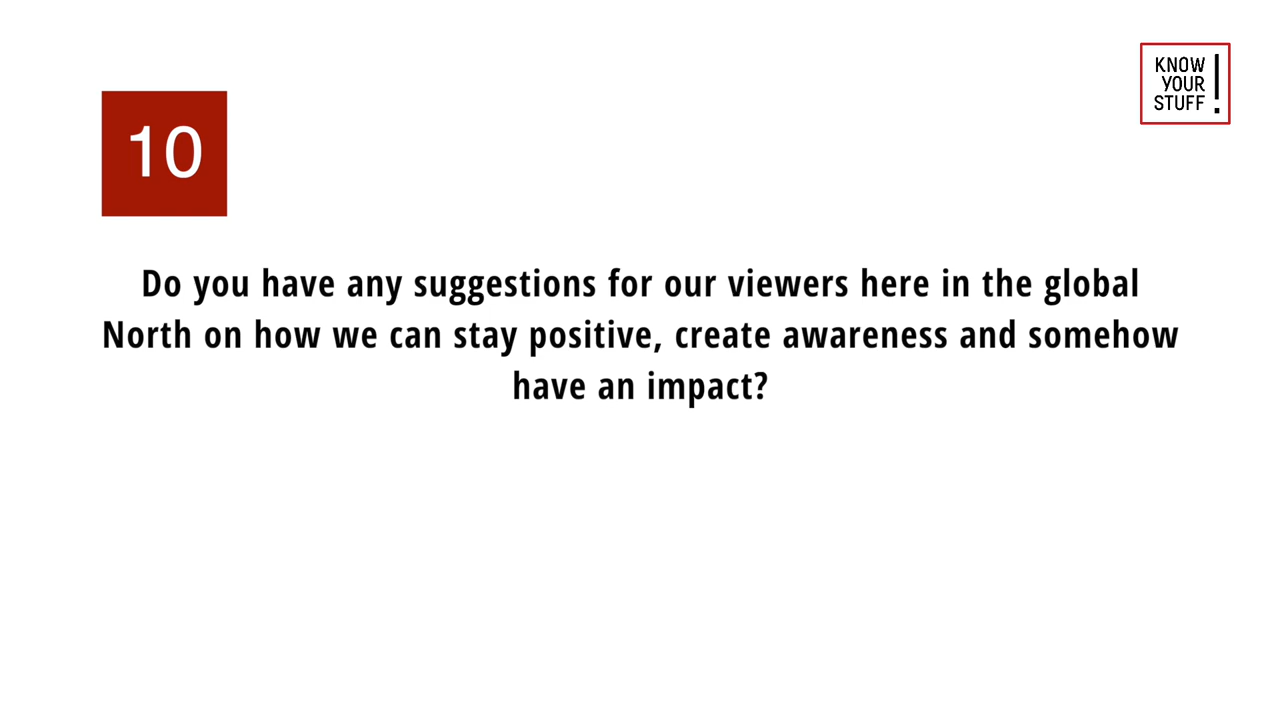 KNOW
YOUR
STUFF !
10
Do you have any suggestions for our viewers here in the global
North on how we can stay positive, create awareness and somehow
have an impact?